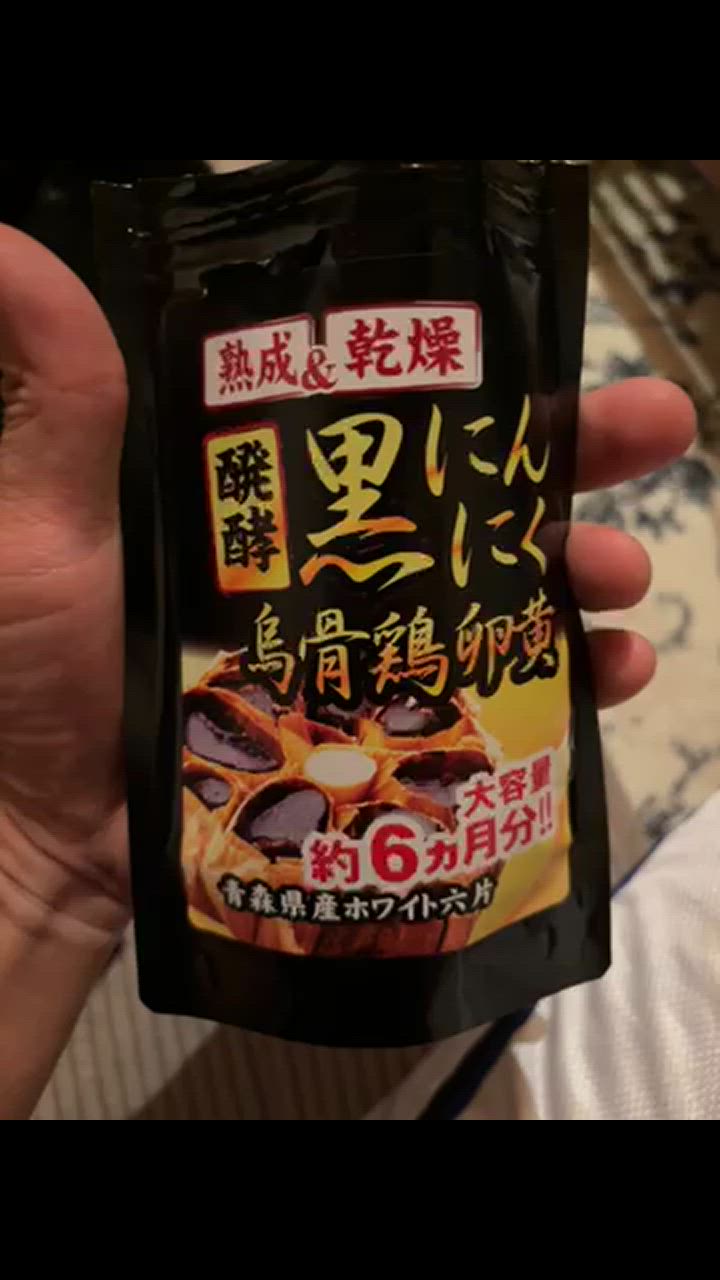 熟成&乾燥
醗酵
黒にん
にく
烏骨鶏卵黄
大容量
約6ヵ月分!!
青森県産ホワイト六片